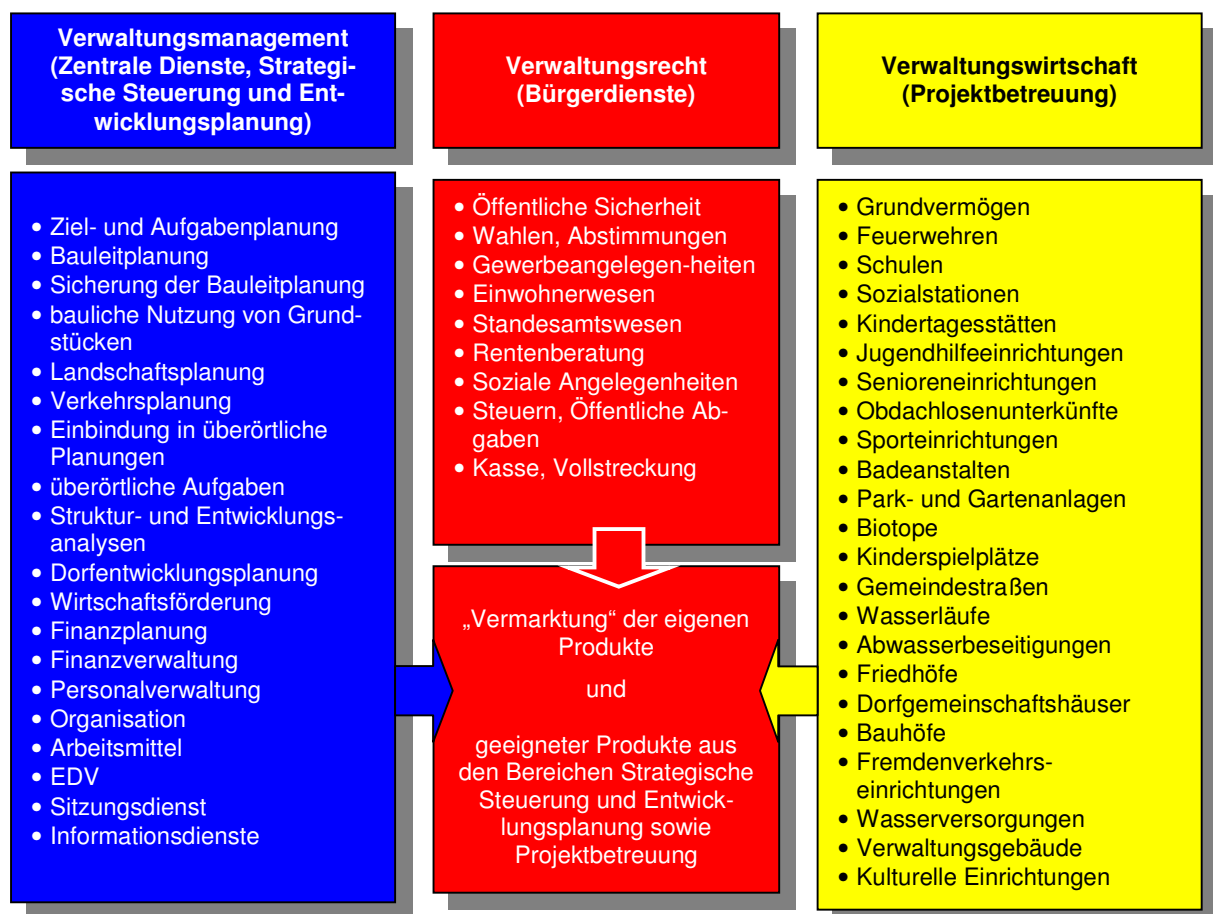 Verwaltungsmanagement
(Zentrale Dienste, Strategi-
sche Steuerung und Ent-
wicklungsplanung)
Verwaltungsrecht
(Bürgerdienste)
Verwaltungswirtschaft
(Projektbetreuung)
• Ziel- und Aufgabenplanung
• Bauleitplanung
• Sicherung der Bauleitplanung
• bauliche Nutzung von Grund-
stücken
• Landschaftsplanung
• Verkehrsplanung
• Einbindung in überörtliche
Planungen
• überörtliche Aufgaben
• Struktur- und Entwicklungs-
analysen
• Dorfentwicklungsplanung
• Wirtschaftsförderung
• Finanzplanung
• Finanzverwaltung
• Personalverwaltung
• Organisation
• Arbeitsmittel
• EDV
• Sitzungsdienst
• Informationsdienste
• Öffentliche Sicherheit
• Wahlen, Abstimmungen
• Gewerbeangelegen-heiten
• Einwohnerwesen
• Standesamtswesen
• Rentenberatung
• Soziale Angelegenheiten
• Steuern, Öffentliche Ab-
gaben
• Kasse, Vollstreckung
„Vermarktung“ der eigenen
Produkte
und
geeigneter Produkte aus
den Bereichen Strategische
Steuerung und Entwick-
lungsplanung sowie
Projektbetreuung
• Grundvermögen
• Feuerwehren
• Schulen
• Sozialstationen
• Kindertagesstätten
• Jugendhilfeeinrichtungen
• Senioreneinrichtungen
• Obdachlosenunterkünfte
• Sporteinrichtungen
• Badeanstalten
• Park- und Gartenanlagen
• Biotope
• Kinderspielplätze
• Gemeindestraßen
• Wasserläufe
• Abwasserbeseitigungen
• Friedhöfe
• Dorfgemeinschaftshäuser
• Bauhöfe
• Fremdenverkehrs-
einrichtungen
• Wasserversorgungen
• Verwaltungsgebäude
• Kulturelle Einrichtungen